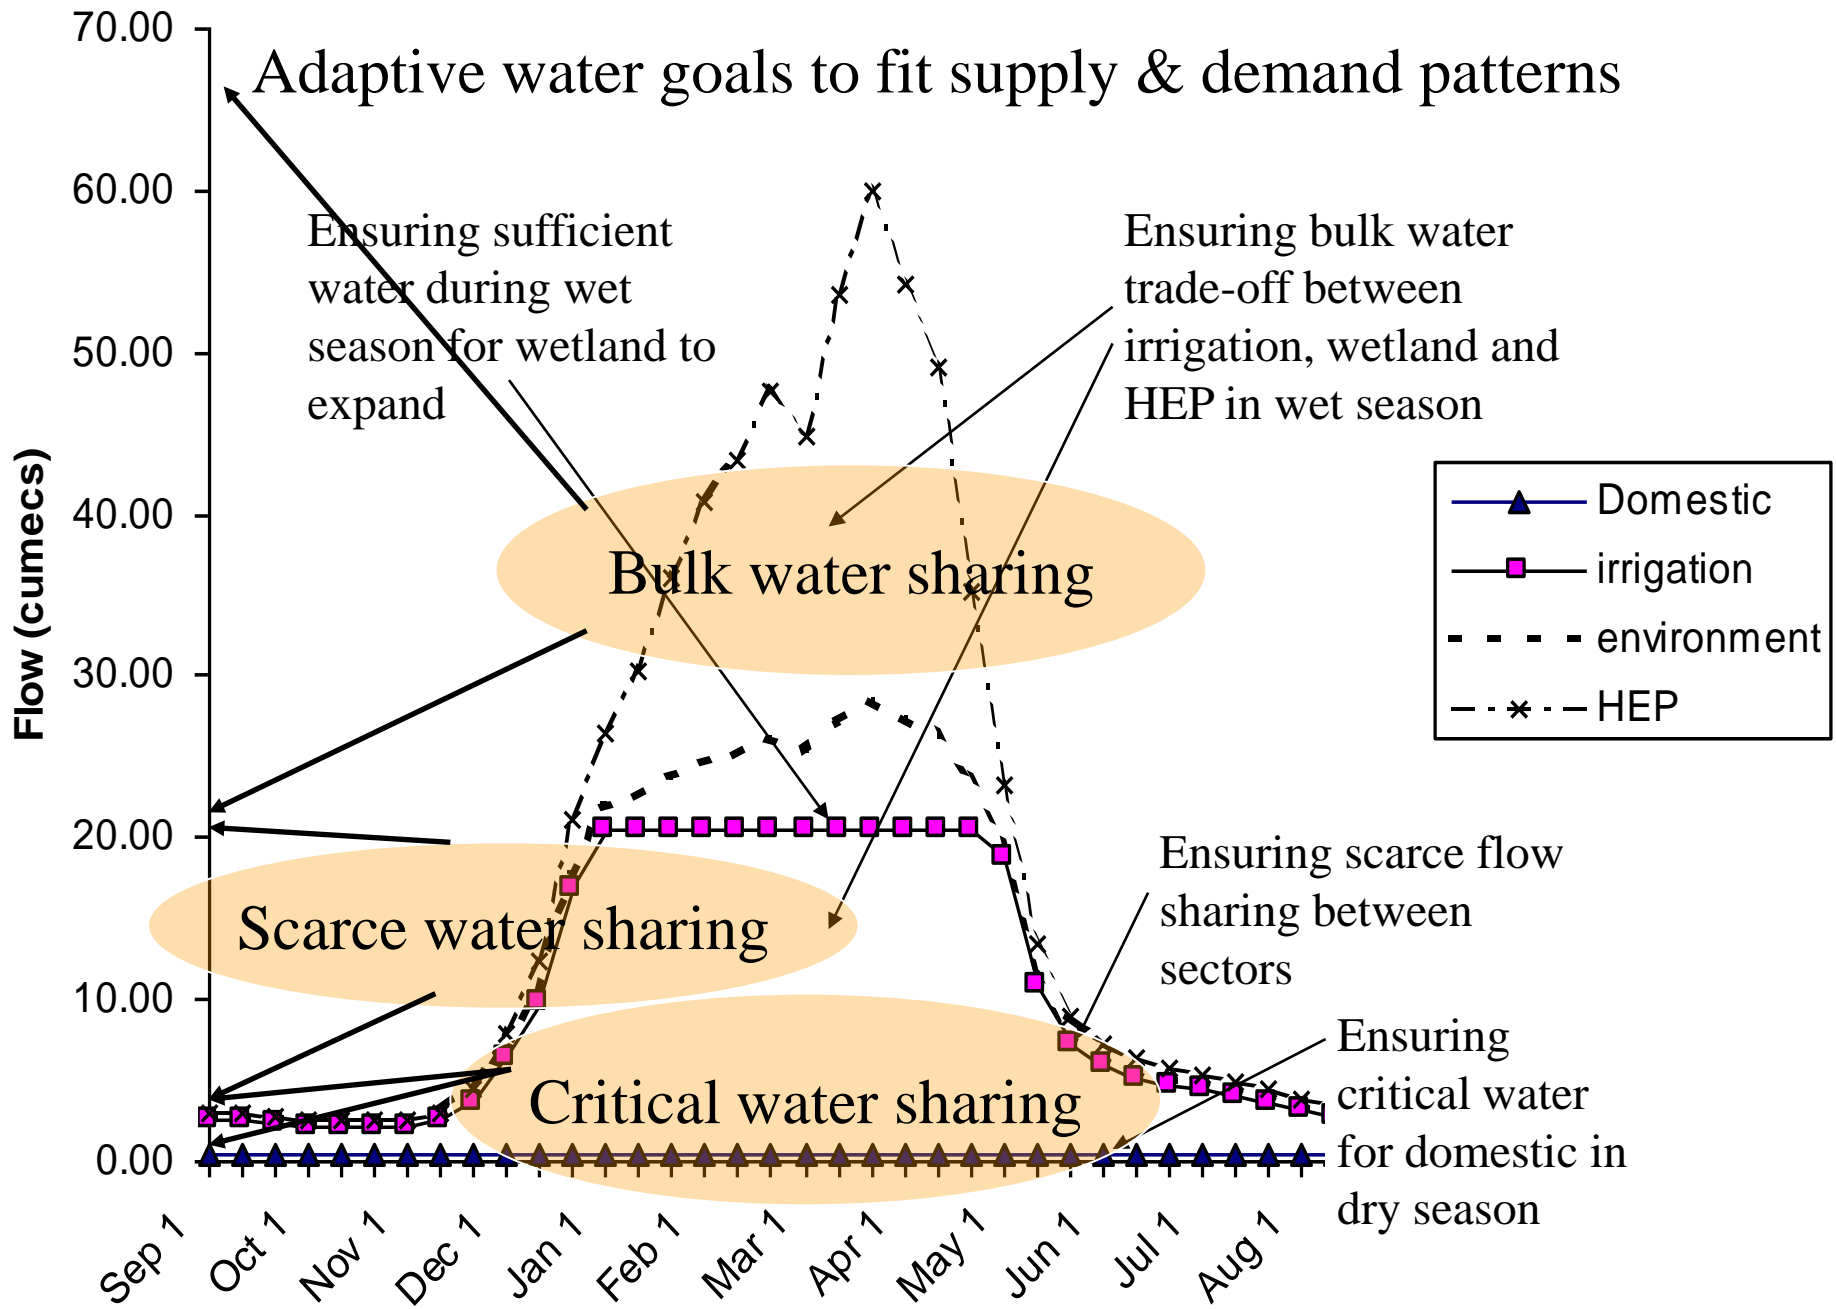 Adaptive water goals to fit supply & demand patterns
70.00
60.00
50.00
40.00
30.00
20.00
10.00
0.00
Flow (cumecs)
Ensuring sufficient
water during wet
season for wetland to
expand
Ensuring bulk water
trade-off between
irrigation, wetland and
HEP in wet season
Domestic
irrigation
environment
HEP
Bulk water sharing
Scarce water sharing
Critical water sharing
Ensuring scarce flow
sharing between
sectors
Ensuring
critical water
for domestic in
dry season
Sep 1
Oct 1
Nov 1
Dec 1
Jan 1
Feb 1
Mar 1
Apr 1
May 1
Jun 1
Jul 1
Aug 1